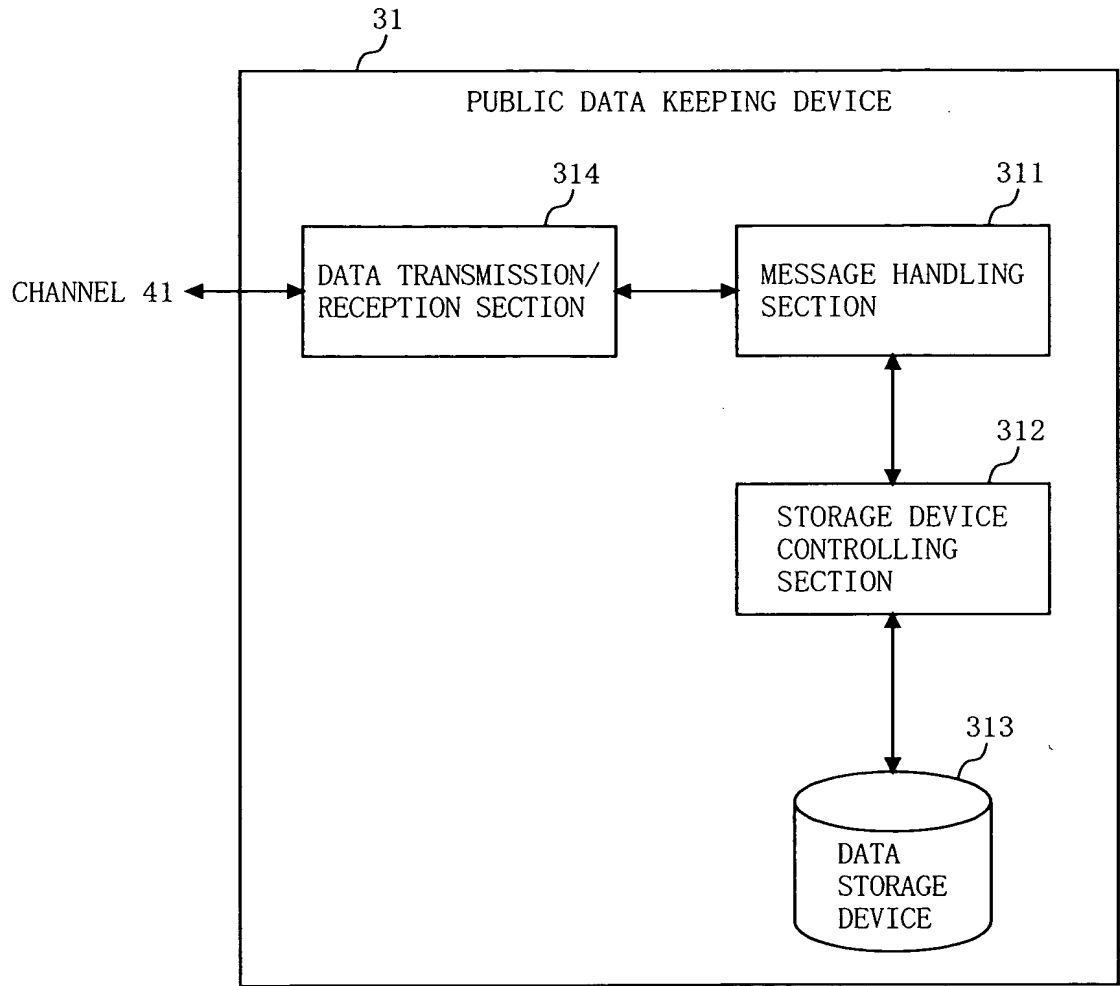 31
PUBLIC DATA KEEPING DEVICE
314
311
CHANNEL 41
DATA TRANSMISSION/
RECEPTION SECTION
MESSAGE HANDLING
SECTION
312
STORAGE DEVICE
CONTROLLING
SECTION
313
DATA
STORAGE
DEVICE